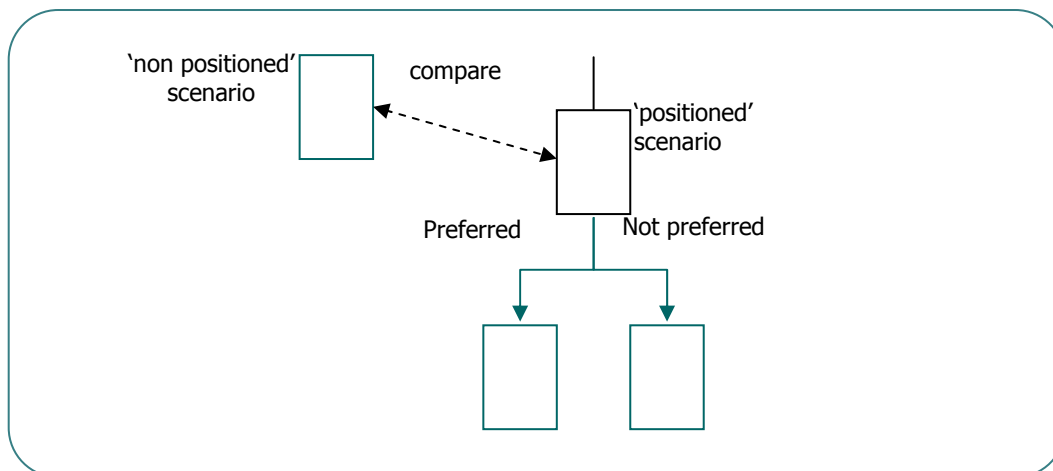 ‘non positioned’
scenario
compare
‘positioned’
scenario
Preferred
Not preferred